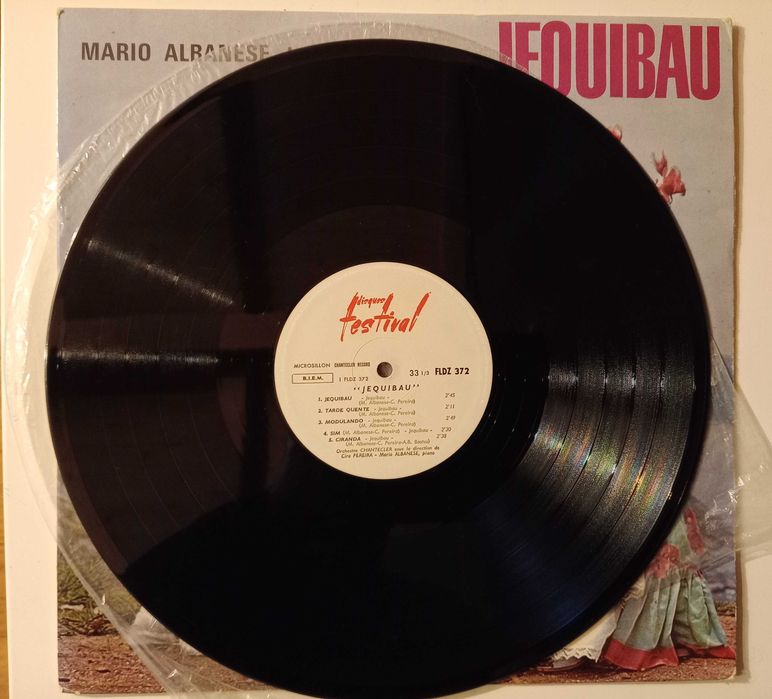 MARIO ALBANESE
JEQUIBAU
disques
festival
MICROSILLON CHANTECLER RECORD
B.I.E.M. 1 FLDZ 372 33 1/3 FLDZ 372
"JEQUIBAU"
1. JEQUIBAU - Jequibau - 2'45
(M. Albanese-C. Pereira)
2. TARDE QUENTE - Jequibau - 2'11
(M. Albanese-C. Pereira)
3. MODULANDO - Jequibau - 2'49
(M. Albanese-C. Pereira)
4. SIM (M. Albanese-C. Pereira) - Jequibau - 2'30
5. CIRANDA - Jequibau - 2'38
(M. Albanese-C. Pereira-A.B. Bastos)
Orchestre CHANTECLER sous la direction de
Ciro PEREIRA - Mario ALBANESE, piano